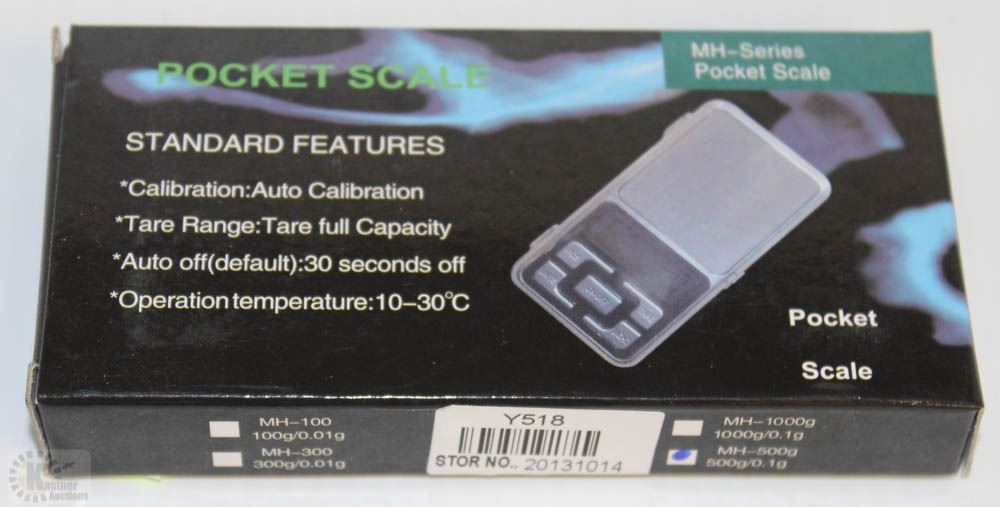 POCKET SCALE
MH-Series
Pocket Scale
STANDARD FEATURES
*Calibration:Auto Calibration
*Tare Range:Tare full Capacity
*Auto off(default):30 seconds off
*Operation temperature:10-30℃
Pocket
Scale
MH-100
100g/0.01g
MH-300
300g/0.01g
Y518
STOR NO.. 20131014
MH-1000g
1000g/0.1g
MH-500g
500g/0.1g
Kastner
Auctions